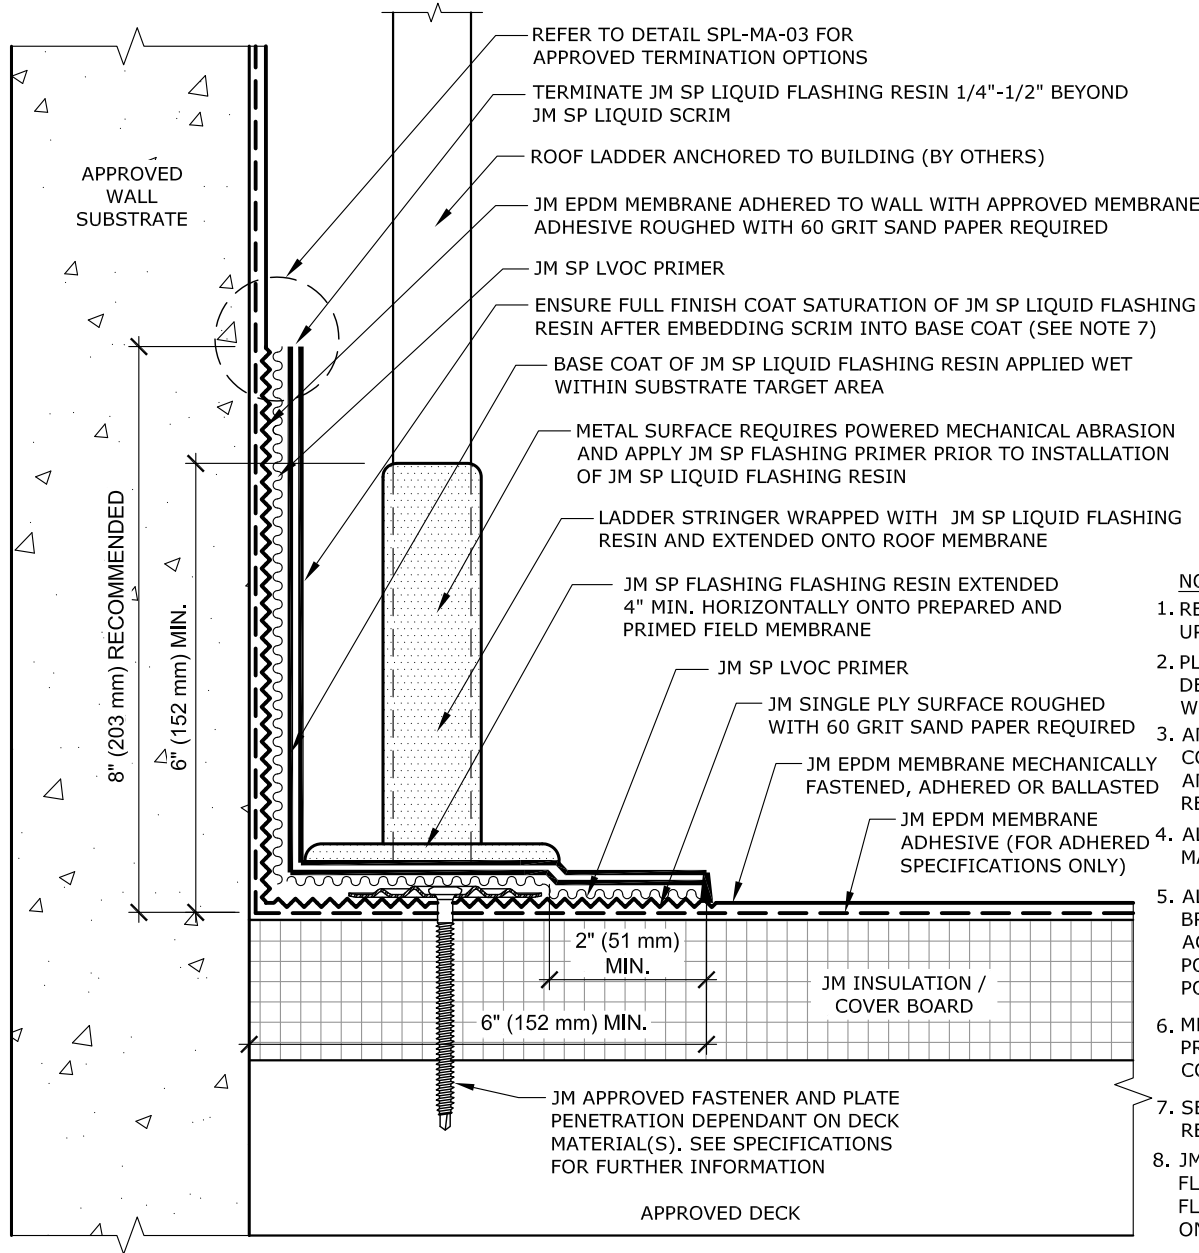 REFER TO DETAIL SPL-MA-03 FOR
APPROVED TERMINATION OPTIONS
TERMINATE JM SP LIQUID FLASHING RESIN 1/4"-1/2" BEYOND
JM SP LIQUID SCRIM
ROOF LADDER ANCHORED TO BUILDING (BY OTHERS)
APPROVED
WALL
SUBSTRATE
JM EPDM MEMBRANE ADHERED TO WALL WITH APPROVED MEMBRANE
ADHESIVE ROUGHED WITH 60 GRIT SAND PAPER REQUIRED
JM SP LVOC PRIMER
ENSURE FULL FINISH COAT SATURATION OF JM SP LIQUID FLASHING
RESIN AFTER EMBEDDING SCRIM INTO BASE COAT (SEE NOTE 7)
BASE COAT OF JM SP LIQUID FLASHING RESIN APPLIED WET
WITHIN SUBSTRATE TARGET AREA
METAL SURFACE REQUIRES POWERED MECHANICAL ABRASION
AND APPLY JM SP FLASHING PRIMER PRIOR TO INSTALLATION
OF JM SP LIQUID FLASHING RESIN
LADDER STRINGER WRAPPED WITH JM SP LIQUID FLASHING
RESIN AND EXTENDED ONTO ROOF MEMBRANE
JM SP FLASHING FLASHING RESIN EXTENDED
4" MIN. HORIZONTALLY ONTO PREPARED AND
PRIMED FIELD MEMBRANE
JM SP LVOC PRIMER
JM SINGLE PLY SURFACE ROUGHED
WITH 60 GRIT SAND PAPER REQUIRED
JM EPDM MEMBRANE MECHANICALLY
FASTENED, ADHERED OR BALLASTED
JM EPDM MEMBRANE
ADHESIVE (FOR ADHERED
SPECIFICATIONS ONLY)
8" (203 mm) RECOMMENDED
6" (152 mm) MIN.
2" (51 mm)
MIN.
6" (152 mm) MIN.
JM INSULATION /
COVER BOARD
JM APPROVED FASTENER AND PLATE
PENETRATION DEPENDANT ON DECK
MATERIAL(S). SEE SPECIFICATIONS
FOR FURTHER INFORMATION
APPROVED DECK
1.
2.
3.
4.
5.
6.
7.
8. JM